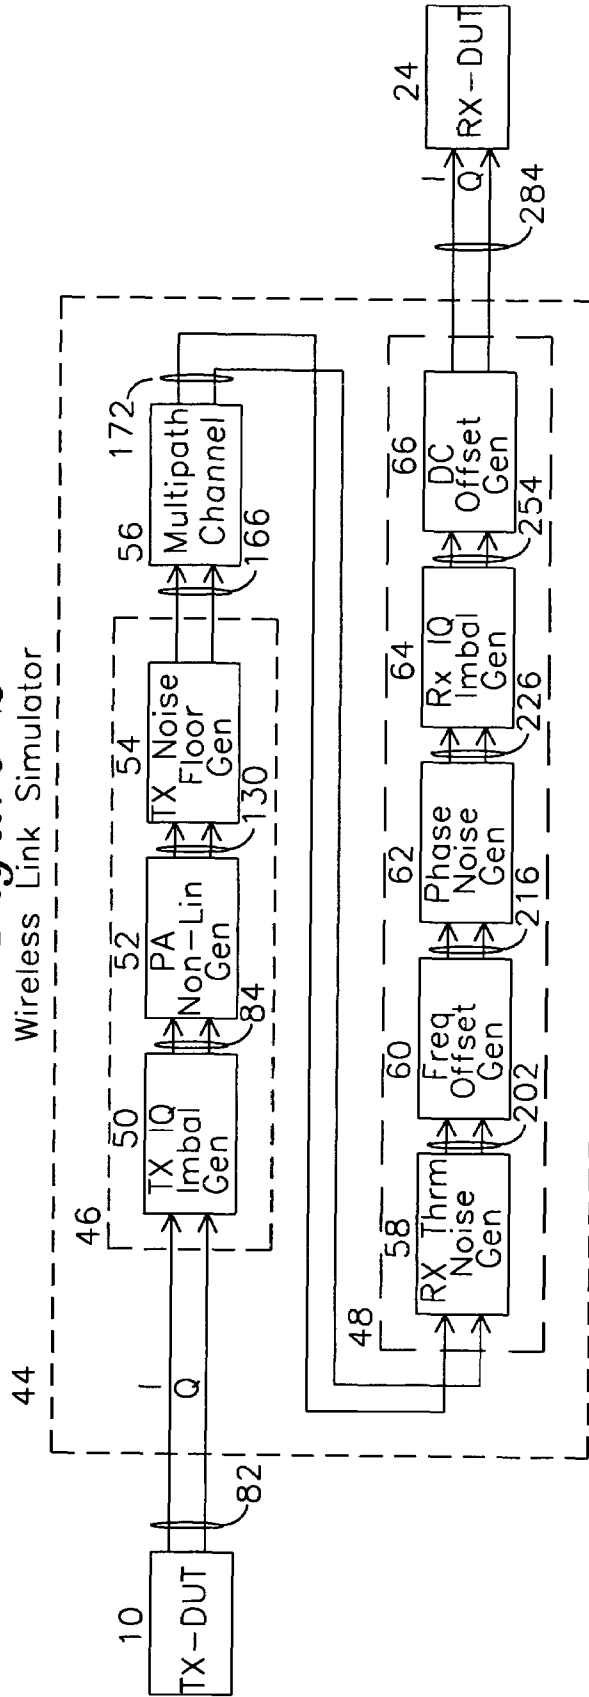 Wireless Link Simulator
44
10
TX-DUT
82
I
Q
46
50
TX IQ
Imbal
Gen
84
52
PA
Non-Lin
Gen
130
54
TX Noise
Floor
Gen
166
56
Multipath
Channel
172
48
58
RX Thrm
Noise
Gen
202
60
Freq
Offset
Gen
216
62
Phase
Noise
Gen
226
64
Rx IQ
Imbal
Gen
254
66
DC
Offset
Gen
I
Q
284
24
RX-DUT